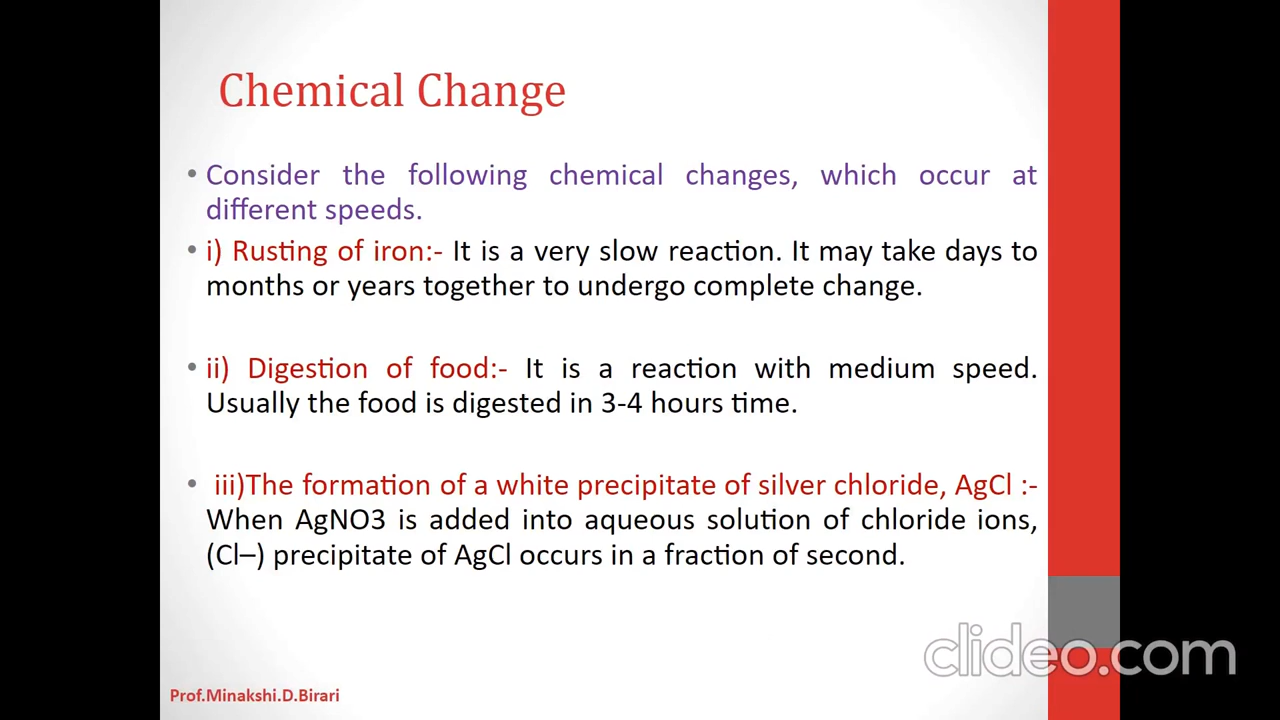 Chemical Change
• Consider the following chemical changes, which occur at
different speeds.
• i) Rusting of iron:- It is a very slow reaction. It may take days to
months or years together to undergo complete change.
• ii) Digestion of food:- It is a reaction with medium speed.
Usually the food is digested in 3-4 hours time.
• iii)The formation of a white precipitate of silver chloride, AgCl :-
When AgNO3 is added into aqueous solution of chloride ions,
(Cl–) precipitate of AgCl occurs in a fraction of second.
clideo.com
Prof.Minakshi.D.Birari